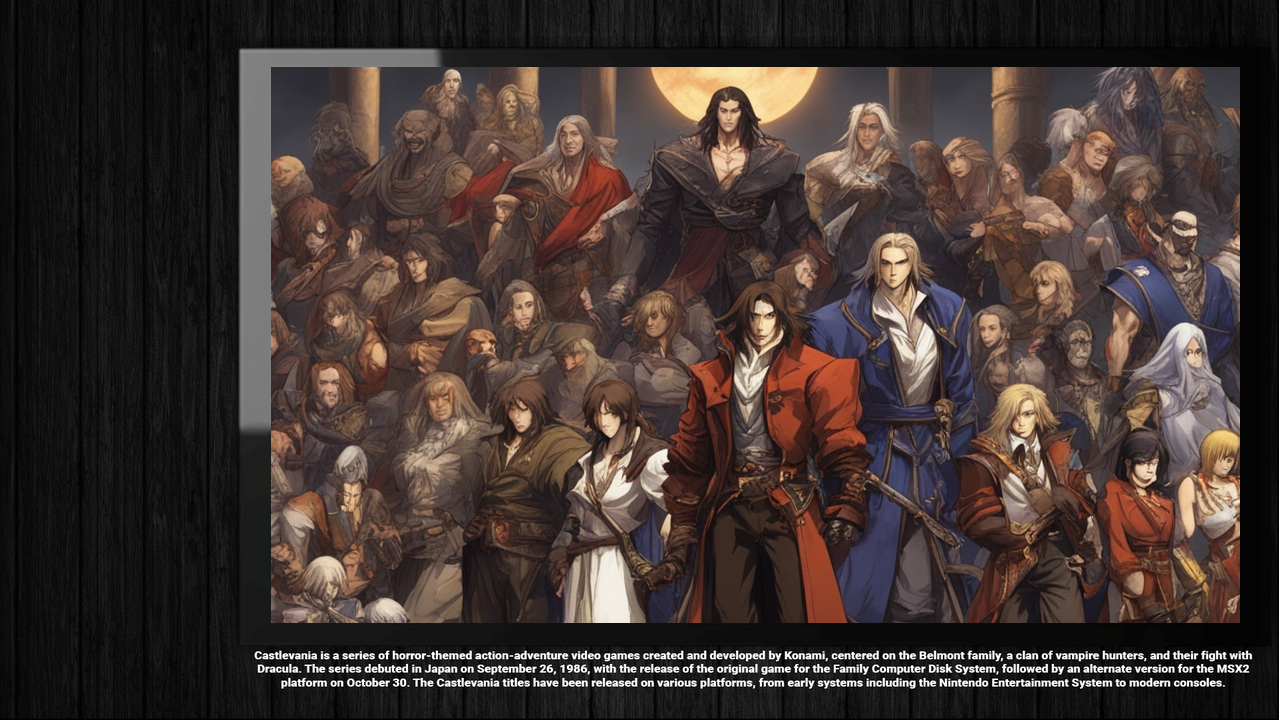 Castlevania is a series of horror-themed action-adventure video games created and developed by Konami, centered on the Belmont family, a clan of vampire hunters, and their fight with
Dracula. The series debuted in Japan on September 26, 1986, with the release of the original game for the Family Computer Disk System, followed by an alternate version for the MSX2
platform on October 30. The Castlevania titles have been released on various platforms, from early systems including the Nintendo Entertainment System to modern consoles.